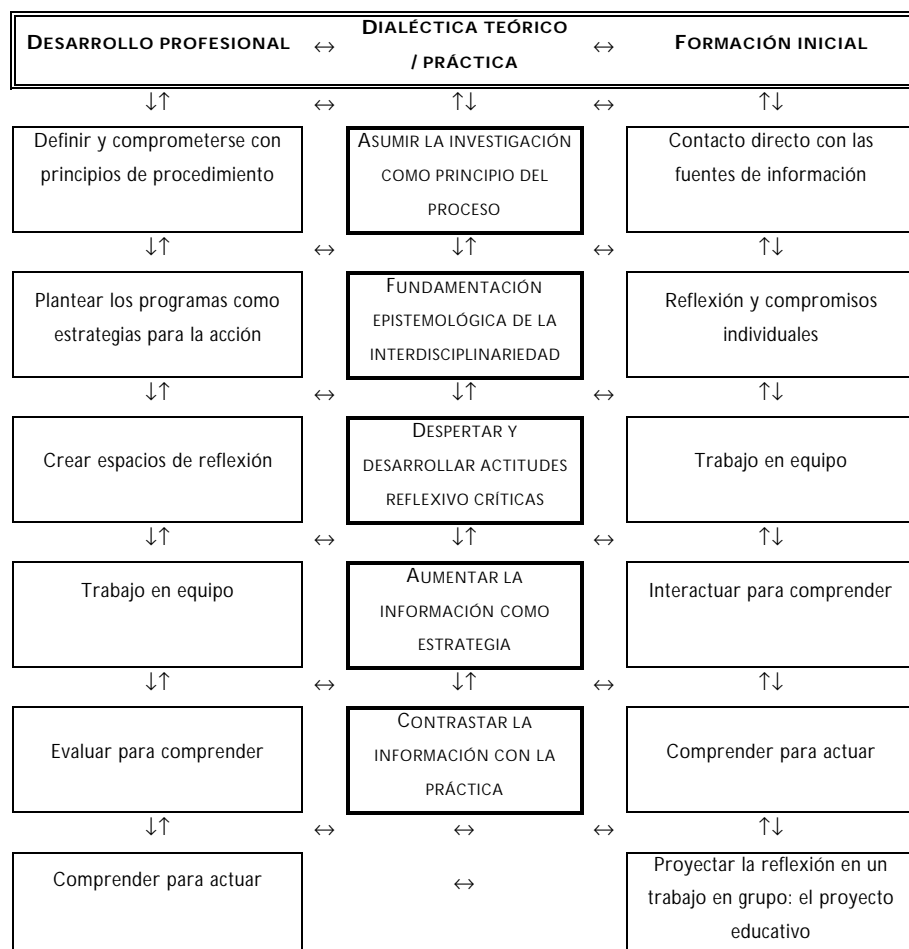 DESARROLLO PROFESIONAL ↔ DIALÉCTICA TEÓRICO / PRÁCTICA ↔ FORMACIÓN INICIAL
↓↑ ↔ ↑↓ ↔ ↑↓
Definir y comprometerse con
principios de procedimiento
ASUMIR LA INVESTIGACIÓN
COMO PRINCIPIO DEL
PROCESO
Contacto directo con las
fuentes de información
↓↑ ↔ ↓↑ ↔ ↑↓
Plantear los programas como
estrategias para la acción
FUNDAMENTACIÓN
EPISTEMOLÓGICA DE LA
INTERDISCIPLINARIEDAD
Reflexión y compromisos
individuales
↓↑ ↔ ↓↑ ↔ ↑↓
Crear espacios de reflexión
DESPERTAR Y
DESARROLLAR ACTITUDES
REFLEXIVO CRÍTICAS
Trabajo en equipo
↓↑ ↔ ↓↑ ↔ ↑↓
Trabajo en equipo
AUMENTAR LA
INFORMACIÓN COMO
ESTRATEGIA
Interactuar para comprender
↓↑ ↔ ↓↑ ↔ ↑↓
Evaluar para comprender
CONTRASTAR LA
INFORMACIÓN CON LA
PRÁCTICA
Comprender para actuar
↓↑ ↔ ↔ ↔ ↑↓
Comprender para actuar
↔
Proyectar la reflexión en un
trabajo en grupo: el proyecto
educativo